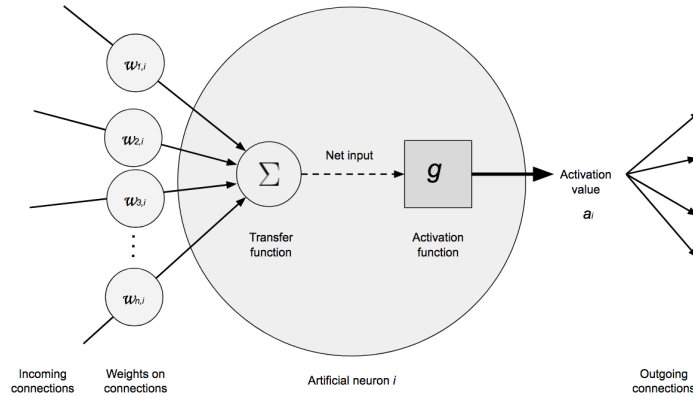 w1,i
w2,i
w3,i
wn,i
Σ
Net input
g
Transfer
function
Activation
function
Activation
value
ai
Incoming
connections
Weights on
connections
Artificial neuron i
Outgoing
connections